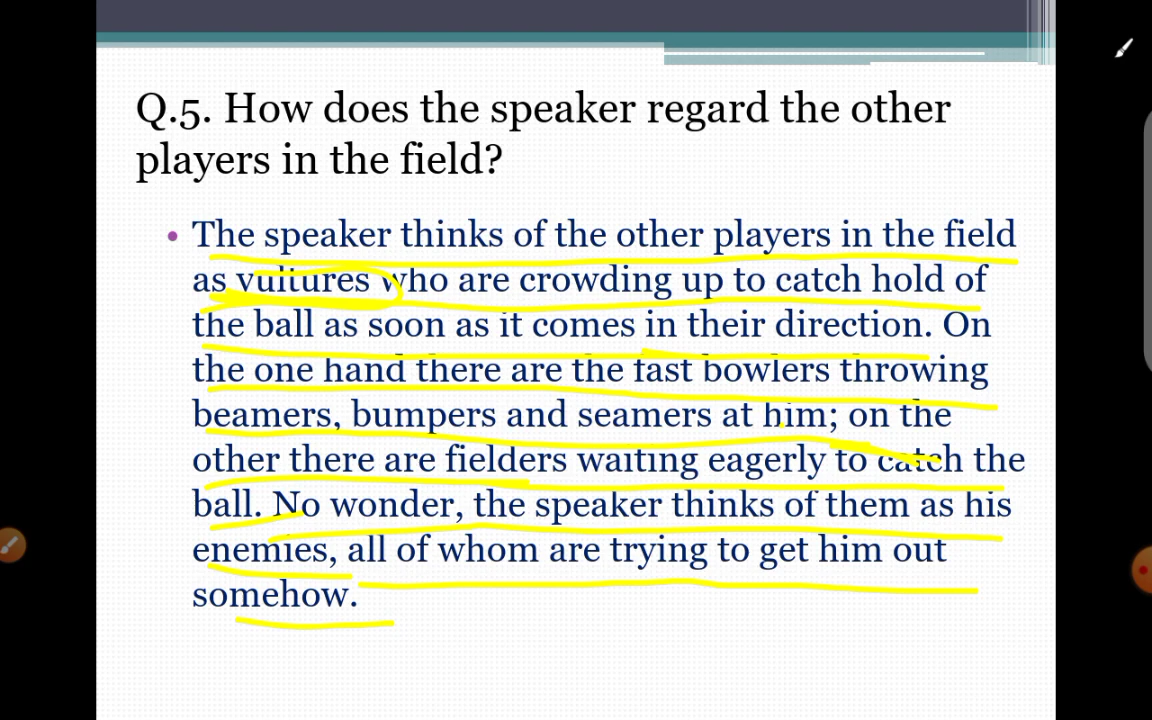 Q.5. How does the speaker regard the other
players in the field?
• The speaker thinks of the other players in the field
as vultures who are crowding up to catch hold of
the ball as soon as it comes in their direction. On
the one hand there are the fast bowlers throwing
beamers, bumpers and seamers at him; on the
other there are fielders waiting eagerly to catch the
ball. No wonder, the speaker thinks of them as his
enemies, all of whom are trying to get him out
somehow.